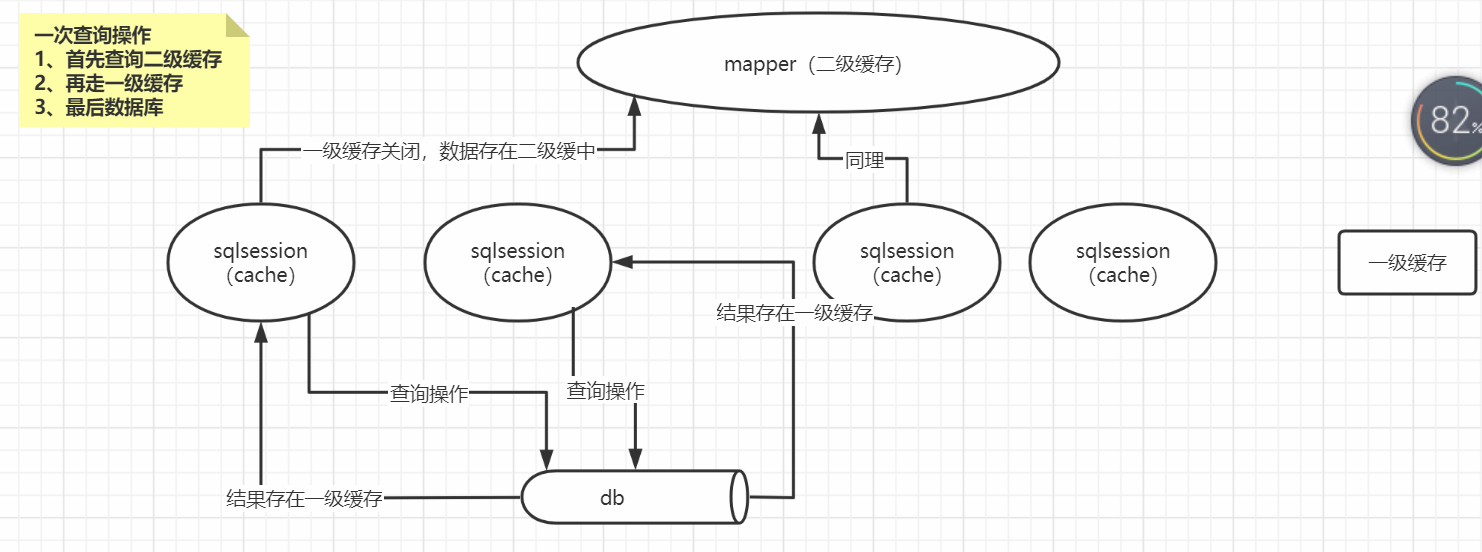 一次查询操作
1、首先查询二级缓存
2、再走一级缓存
3、最后数据库
mapper（二级缓存）
82%
一级缓存关闭，数据存在二级缓中
同理
sqlsession
（cache）
sqlsession
（cache）
sqlsession
（cache）
sqlsession
（cache）
一级缓存
结果存在一级缓存
查询操作
查询操作
结果存在一级缓存
db